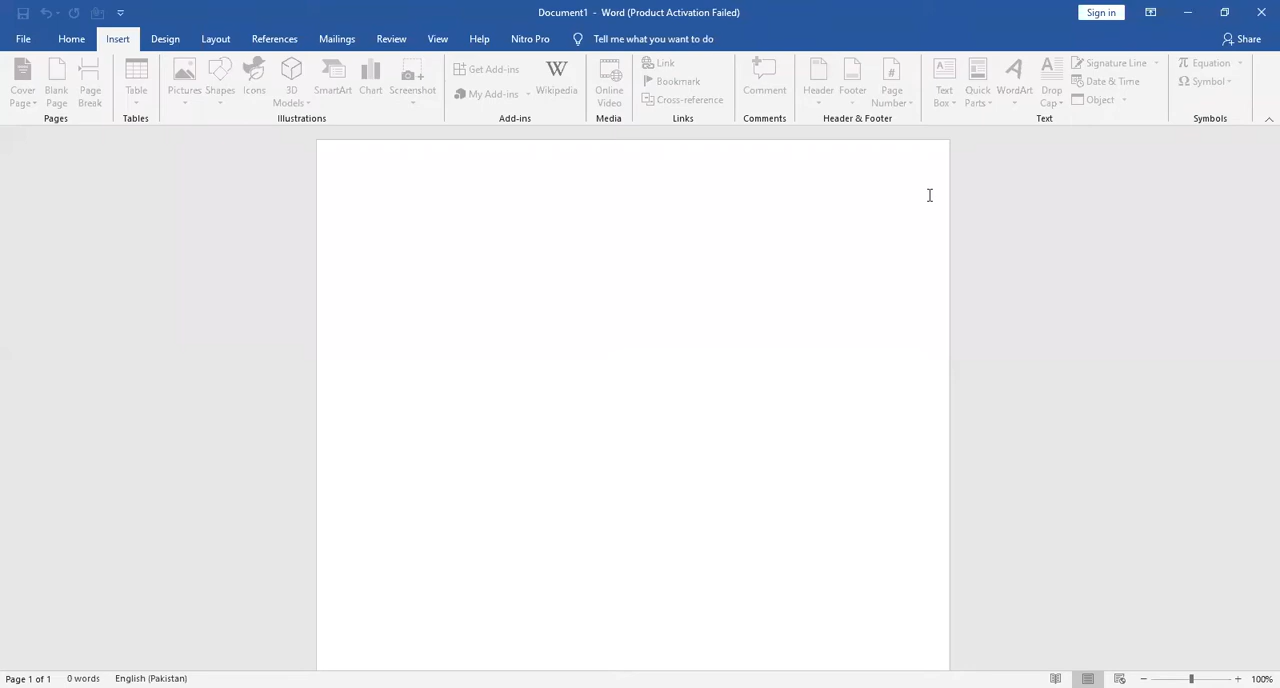 Document1 - Word (Product Activation Failed)
Sign in
File Home Insert Design Layout References Mailings Review View Help Nitro Pro Tell me what you want to do Share
Cover Page Blank Page Page Break
Pages
Table
Tables
Pictures Shapes Icons 3D Models SmartArt Chart Screenshot
Illustrations
Get Add-ins
My Add-ins
Wikipedia
Add-ins
Online Video
Media
Link
Bookmark
Cross-reference
Links
Comment
Comments
Header Footer Page Number
Header & Footer
Text Box Quick Parts WordArt Drop Cap
Signature Line
Date & Time
Object
Text
Equation
Symbol
Symbols
Page 1 of 1 0 words English (Pakistan) 100%